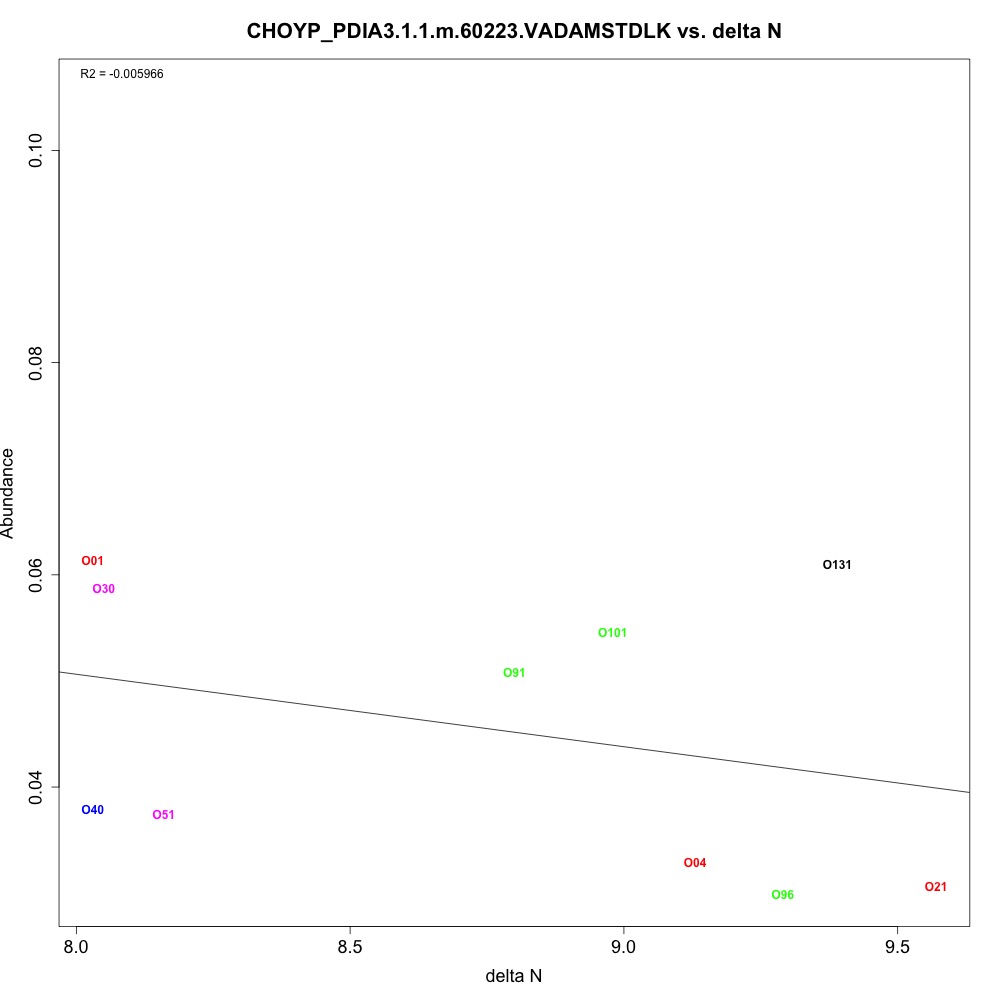 CHOYP_PDIA3.1.1.m.60223.VADAMSTDLK vs. delta N
R2 = -0.005966
0.10
0.08
Abundance
0.06
0.04
O01
O30
O131
O101
O91
O40
O51
O04
O96
O21
8.0 8.5 9.0 9.5
delta N